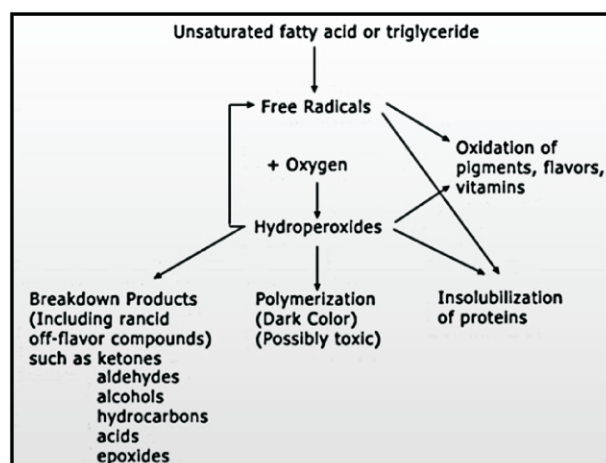 Unsaturated fatty acid or triglyceride
Free Radicals
Oxidation of
pigments, flavors,
vitamins
+ Oxygen
Hydroperoxides
Breakdown Products
(Including rancid
off-flavor compounds)
such as ketones
aldehydes
alcohols
hydrocarbons
acids
epoxides
Polymerization
(Dark Color)
(Possibly toxic)
Insolubilization
of proteins